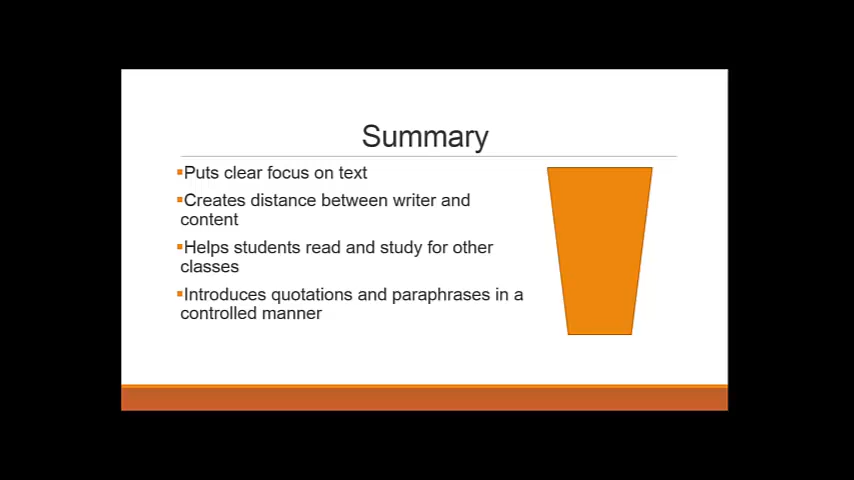 Summary
Puts clear focus on text
Creates distance between writer and
content
Helps students read and study for other
classes
Introduces quotations and paraphrases in a
controlled manner